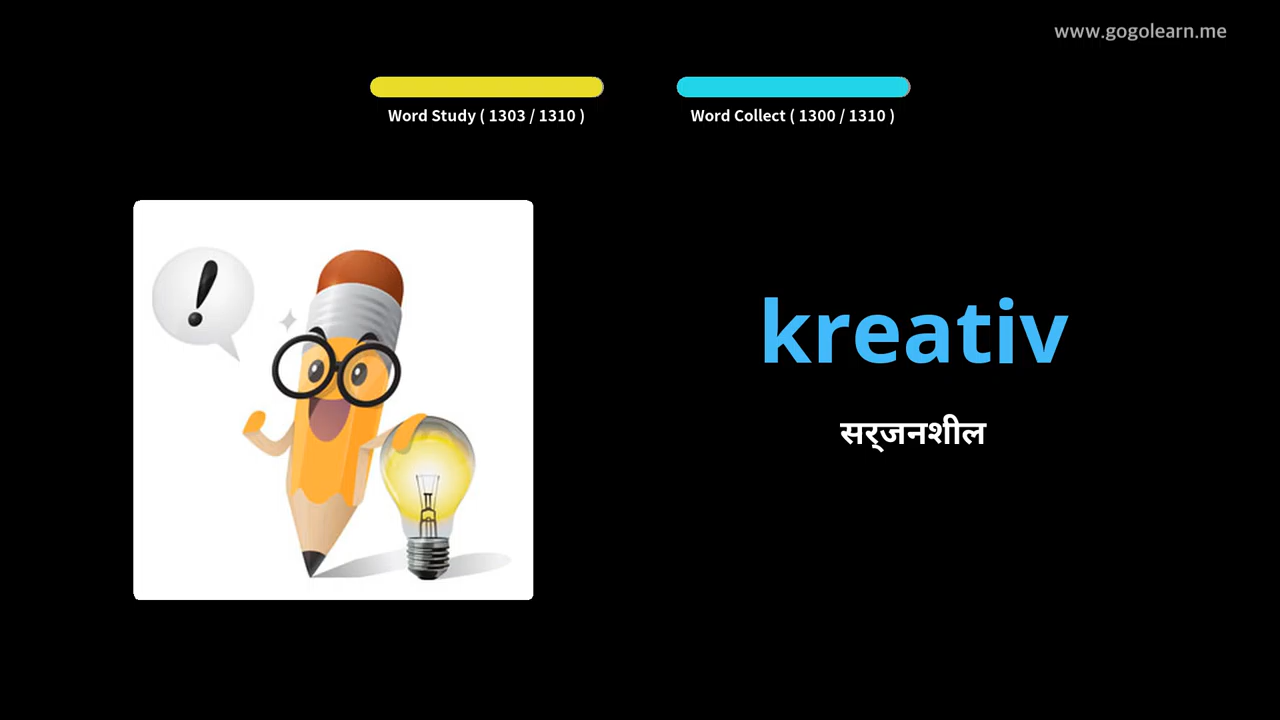 www.gogolearn.me
Word Study ( 1303 / 1310 )
Word Collect ( 1300 / 1310 )
!
kreativ
सर्‌जनशील